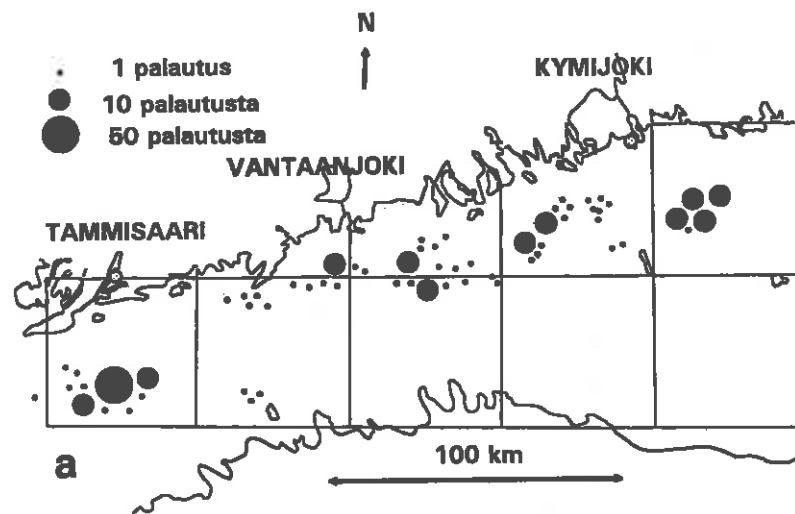 N
1 palautus
10 palautusta
50 palautusta
KYMIJOKI
VANTAANJOKI
TAMMISAARI
a
100 km